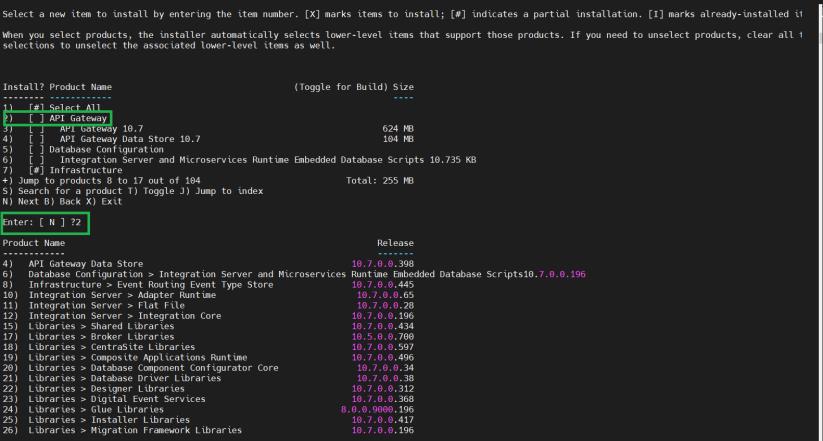 Select a new item to install by entering the item number. [X] marks items to install; [#] indicates a partial installation. [I] marks already-installed it
When you select products, the installer automatically selects lower-level items that support those products. If you need to unselect products, clear all t
selections to unselect the associated lower-level items as well.
Install? Product Name (Toggle for Build) Size
-------- ------------ ----
1) [#] Select All
2) [ ] API Gateway
3) [ ] API Gateway 10.7 624 MB
4) [ ] API Gateway Data Store 10.7 104 MB
5) [ ] Database Configuration
6) [ ] Integration Server and Microservices Runtime Embedded Database Scripts 10.735 KB
7) [#] Infrastructure
+) Jump to products 8 to 17 out of 104 Total: 255 MB
S) Search for a product T) Toggle J) Jump to index
N) Next B) Back X) Exit
Enter: [ N ] ?2
Product Name Release
------------ -------
4) API Gateway Data Store 10.7.0.0.398
6) Database Configuration > Integration Server and Microservices Runtime Embedded Database Scripts10.7.0.0.196
8) Infrastructure > Event Routing Event Type Store 10.7.0.0.445
10) Integration Server > Adapter Runtime 10.7.0.0.65
11) Integration Server > Flat File 10.7.0.0.28
12) Integration Server > Integration Core 10.7.0.0.196
15) Libraries > Shared Libraries 10.7.0.0.434
17) Libraries > Broker Libraries 10.5.0.0.700
18) Libraries > CentraSite Libraries 10.7.0.0.597
19) Libraries > Composite Applications Runtime 10.7.0.0.496
20) Libraries > Database Component Configurator Core 10.7.0.0.34
21) Libraries > Database Driver Libraries 10.7.0.0.38
22) Libraries > Designer Libraries 10.7.0.0.312
23) Libraries > Digital Event Services 10.7.0.0.368
24) Libraries > Glue Libraries 8.0.0.9000.196
25) Libraries > Installer Libraries 10.7.0.0.417
26) Libraries > Migration Framework Libraries 10.7.0.0.196